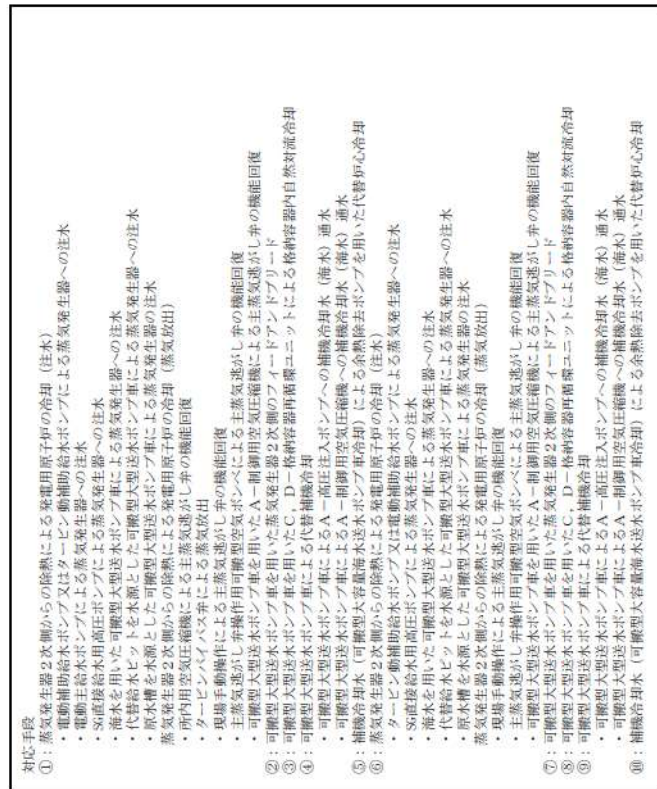 対応手段
①：蒸気発生器２次側からの除熱による発電用原子炉の冷却（注水）
・電動補助給水ポンプ又はタービン動補助給水ポンプによる蒸気発生器への注水
・電動主給水ポンプによる蒸気発生器への注水
・SG直接給水用高圧ポンプによる蒸気発生器への注水
・海水を用いた可搬型大型送水ポンプ車による蒸気発生器への注水
・代替給水ピットを水源とした可搬型大型送水ポンプ車による蒸気発生器への注水
・原水槽を水源とした可搬型大型送水ポンプ車による蒸気発生器の注水
蒸気発生器２次側からの除熱による発電用原子炉の冷却（蒸気放出）
・所内用空気圧縮機による主蒸気逃がし弁の機能回復
・タービンバイパス弁による蒸気放出
・現場手動操作による主蒸気逃がし弁の機能回復
・主蒸気逃がし弁操作用可搬型空気ボンベによる主蒸気逃がし弁の機能回復
・可搬型大型送水ポンプ車を用いたＡ－制御用空気圧縮機による主蒸気逃がし弁の機能回復
②：可搬型大型送水ポンプ車を用いた蒸気発生器２次側のフィードアンドブリード
③：可搬型大型送水ポンプ車を用いたＣ，Ｄ－格納容器再循環ユニットによる格納容器内自然対流冷却
④：可搬型大型送水ポンプ車による代替補機冷却
・可搬型大型送水ポンプ車によるＡ－高圧注入ポンプへの補機冷却水（海水）通水
・可搬型大型送水ポンプ車によるＡ－制御用空気圧縮機への補機冷却水（海水）通水
⑤：補機冷却水（可搬型大容量海水送水ポンプ車冷却）による余熱除去ポンプを用いた代替炉心冷却
⑥：蒸気発生器２次側からの除熱による発電用原子炉の冷却（注水）
・タービン動補助給水ポンプ又は電動補助給水ポンプによる蒸気発生器への注水
・SG直接給水用高圧ポンプによる蒸気発生器への注水
・海水を用いた可搬型大型送水ポンプ車による蒸気発生器への注水
・代替給水ピットを水源とした可搬型大型送水ポンプ車による蒸気発生器への注水
・原水槽を水源とした可搬型大型送水ポンプ車による蒸気発生器の注水
蒸気発生器２次側からの除熱による発電用原子炉の冷却（蒸気放出）
・現場手動操作による主蒸気逃がし弁の機能回復
・主蒸気逃がし弁操作用可搬型空気ボンベによる主蒸気逃がし弁の機能回復
・可搬型大型送水ポンプ車を用いたＡ－制御用空気圧縮機による主蒸気逃がし弁の機能回復
⑦：可搬型大型送水ポンプ車を用いた蒸気発生器２次側のフィードアンドブリード
⑧：可搬型大型送水ポンプ車を用いたＣ，Ｄ－格納容器再循環ユニットによる格納容器内自然対流冷却
⑨：可搬型大型送水ポンプ車による代替補機冷却
・可搬型大型送水ポンプ車によるＡ－高圧注入ポンプへの補機冷却水（海水）通水
・可搬型大型送水ポンプ車によるＡ－制御用空気圧縮機への補機冷却水（海水）通水
⑩：補機冷却水（可搬型大容量海水送水ポンプ車冷却）による余熱除去ポンプを用いた代替炉心冷却